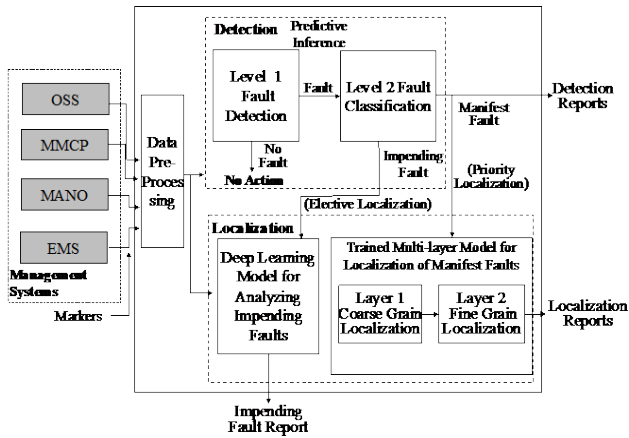 Detection
Predictive
Inference
Level 1
Fault
Detection
Fault
Level 2 Fault
Classification
No
Fault
No Action
Manifest
Fault
Impending
Fault
(Priority
Localization)
(Elective Localization)
Detection
Reports
OSS
MMCP
MANO
EMS
Management
Systems
Markers
Data
Pre-
Proces
sing
Localization
Deep Learning
Model for
Analyzing
Impending
Faults
Trained Multi-layer Model for
Localization of Manifest Faults
Layer 1
Coarse Grain
Localization
Layer 2
Fine Grain
Localization
Localization
Reports
Impending
Fault Report